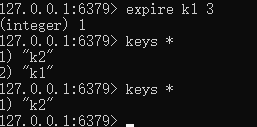 127.0.0.1:6379> expire k1 3
(integer) 1
127.0.0.1:6379> keys *
1) "k2"
2) "k1"
127.0.0.1:6379> keys *
1) "k2"
127.0.0.1:6379>